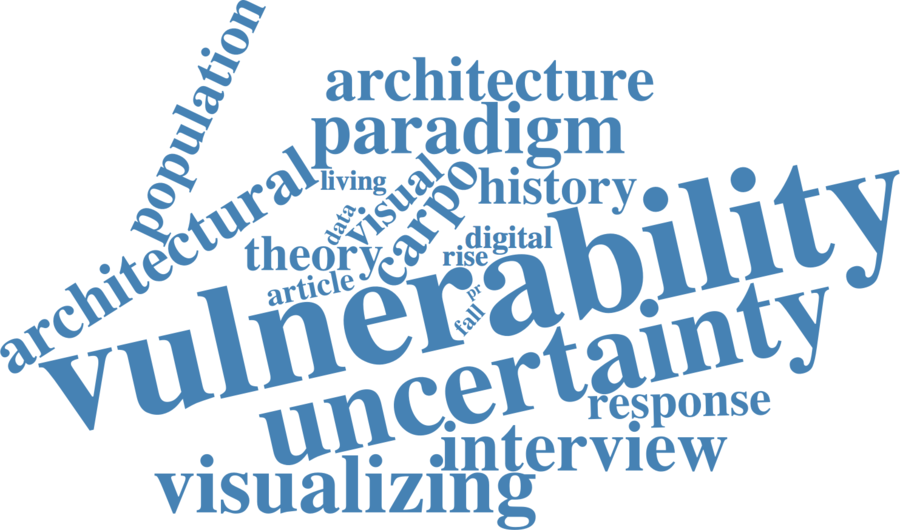 population
architecture
paradigm
architectural
living
visual
history
data
carpo
theory
digital
rise
article
pr
fall
vulnerability
uncertainty
response
interview
visualizing